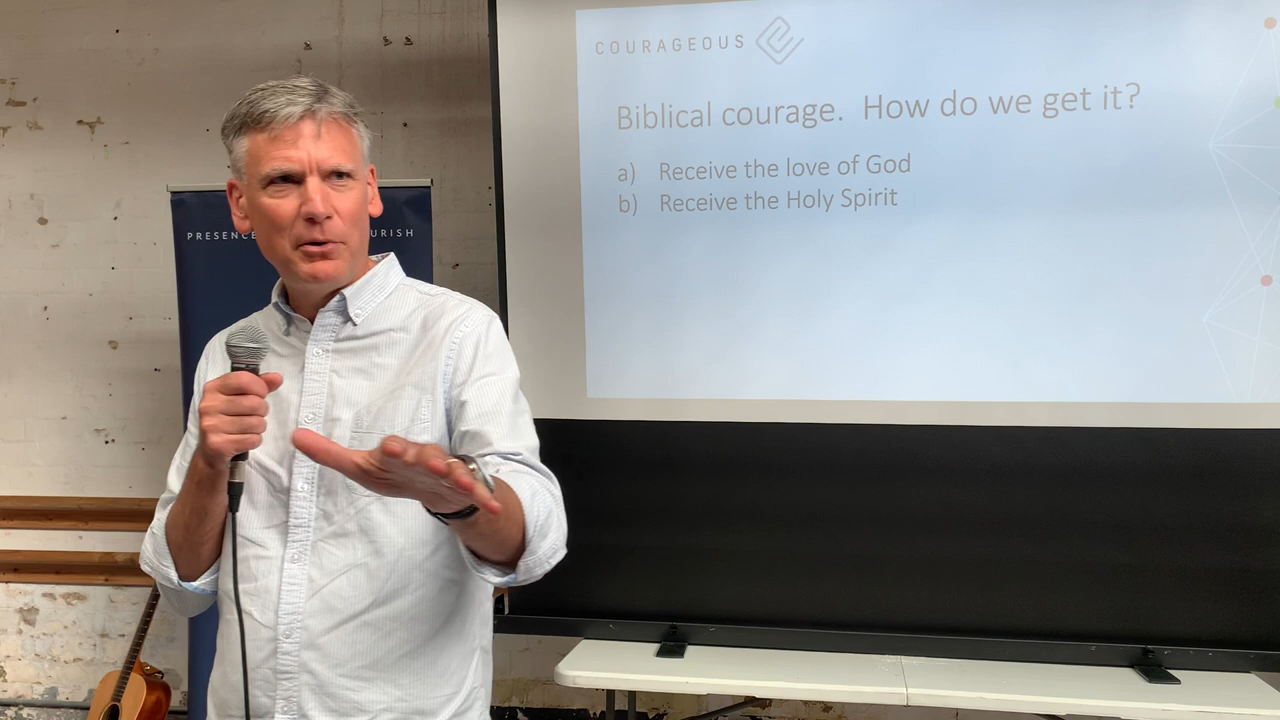 COURAGEOUS
Biblical courage.  How do we get it?
a) Receive the love of God
b) Receive the Holy Spirit
PRESENCE
URISH